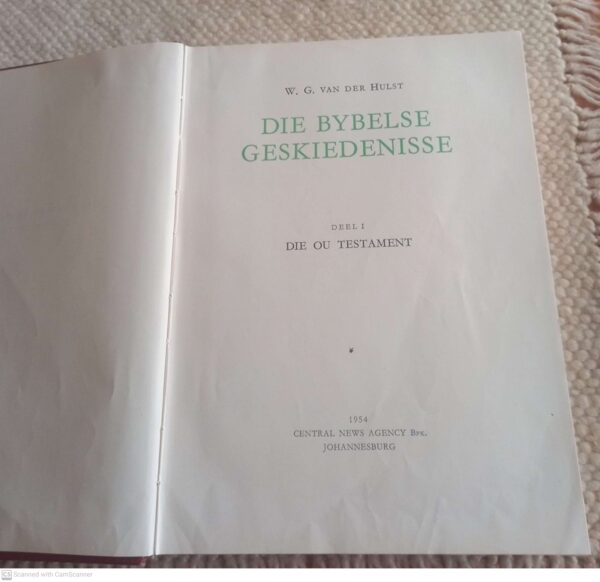 W. G. VAN DER HULST
DIE BYBELSE
GESKIEDENISSE
DEEL I
DIE OU TESTAMENT
1954
CENTRAL NEWS AGENCY BPK.
JOHANNESBURG
CS Scanned with CamScanner